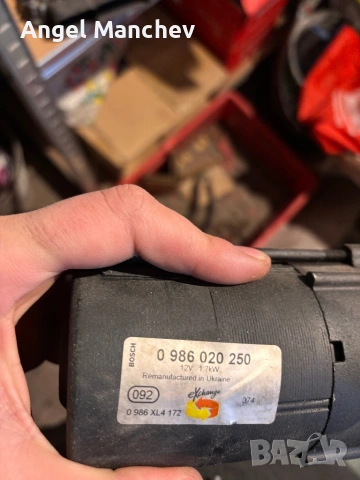 Angel Manchev
BOSCH
0 986 020 250
12V 1.7kW
Remanufactured in Ukraine
092
eXchange
074
0 986 XL4 172
BAZAR